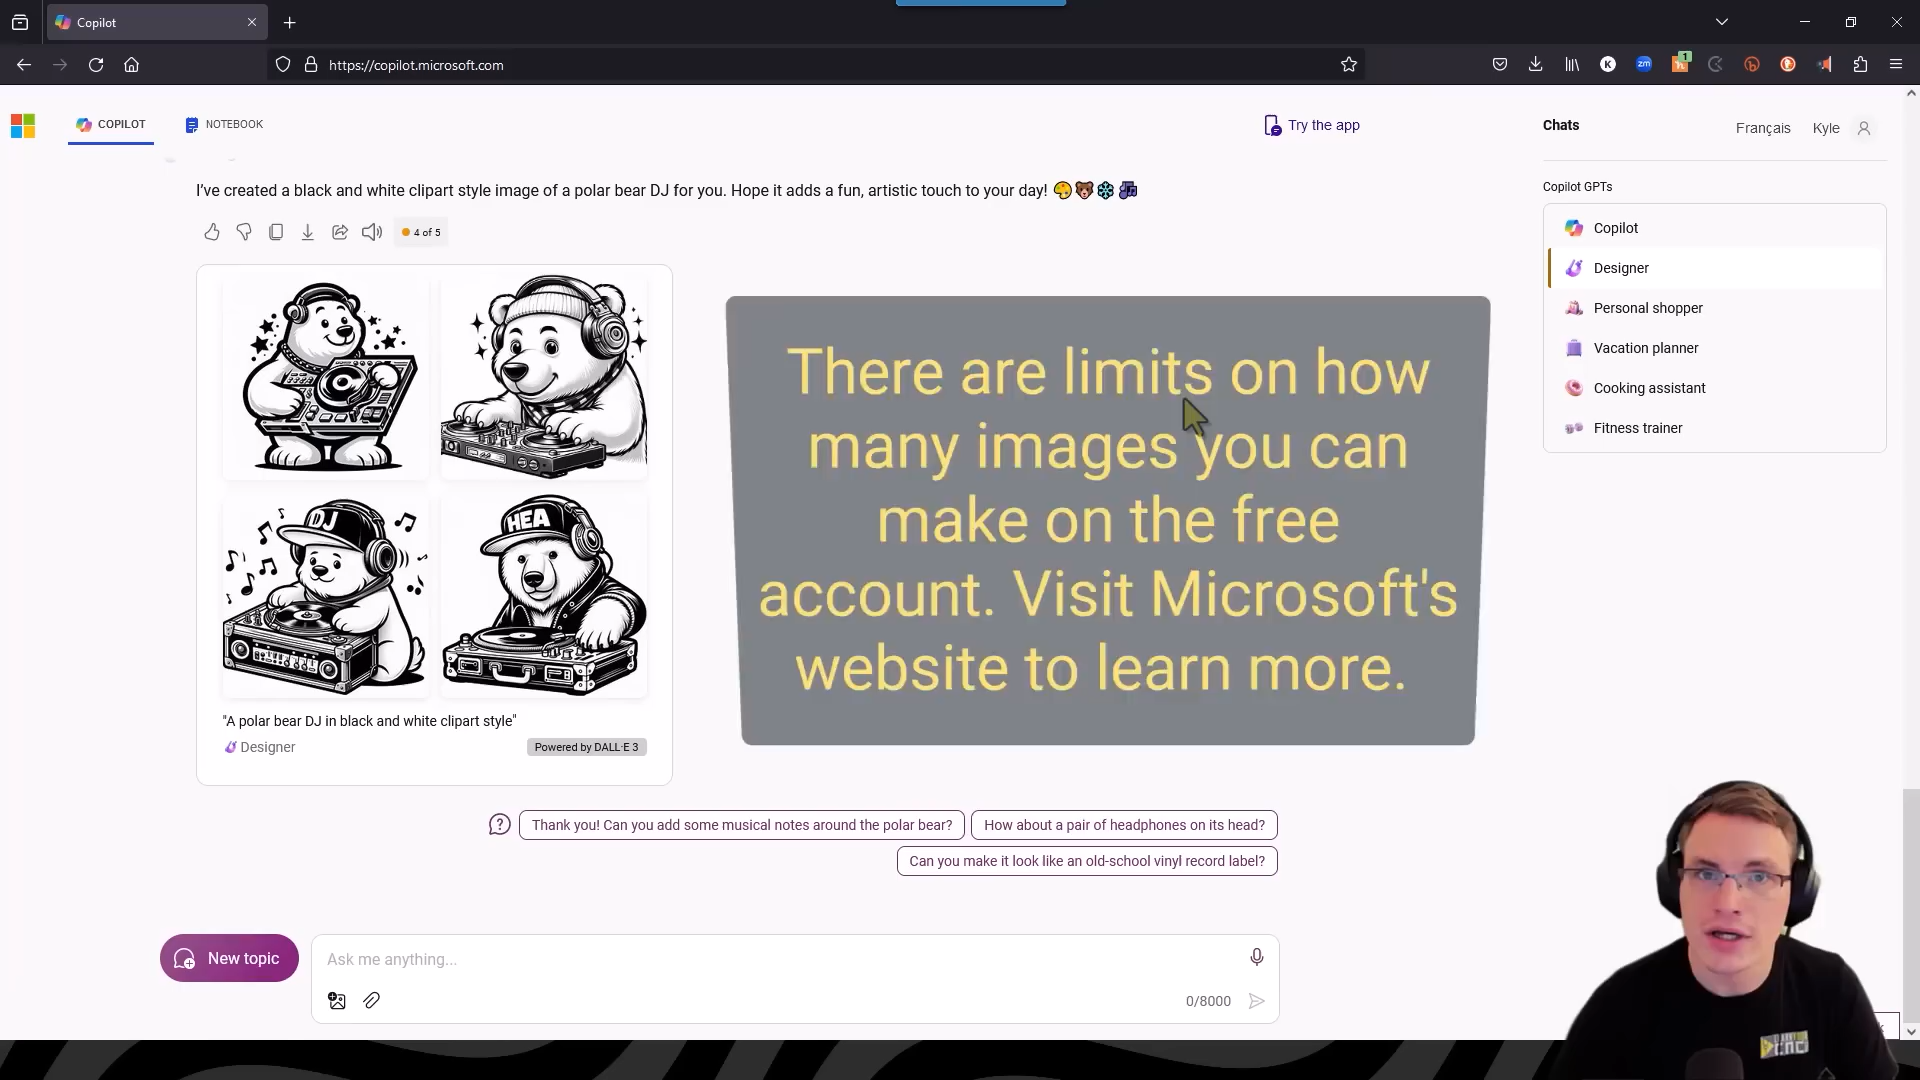 Copilot
https://copilot.microsoft.com
1
COPILOT
NOTEBOOK
Try the app
Chats
Français
Kyle
I've created a black and white clipart style image of a polar bear DJ for you. Hope it adds a fun, artistic touch to your day!
4 of 5
Copilot GPTs
Copilot
Designer
Personal shopper
Vacation planner
Cooking assistant
Fitness trainer
DJ
HEA
"A polar bear DJ in black and white clipart style"
Designer
Powered by DALL·E 3
There are limits on how
many images you can
make on the free
account. Visit Microsoft's
website to learn more.
Thank you! Can you add some musical notes around the polar bear?
How about a pair of headphones on its head?
Can you make it look like an old-school vinyl record label?
New topic
Ask me anything...
0/8000